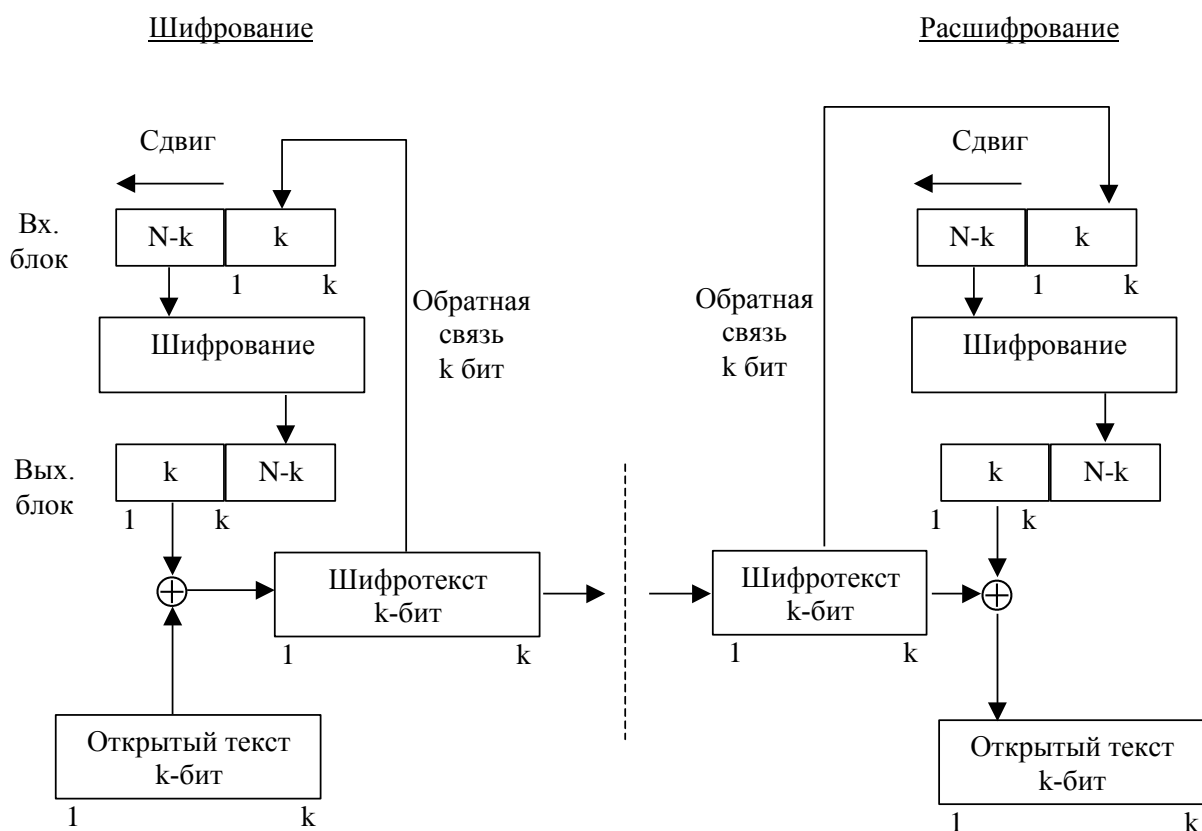 Шифрование
Расшифрование
Сдвиг
Сдвиг
Вх.
блок
N-k
k
1
k
N-k
k
1
k
Обратная
связь
k бит
Обратная
связь
k бит
Шифрование
Шифрование
Вых.
блок
k
N-k
1
k
k
N-k
1
k
Шифротекст
k-бит
1
k
Шифротекст
k-бит
1
k
Открытый текст
k-бит
1
k
Открытый текст
k-бит
1
k